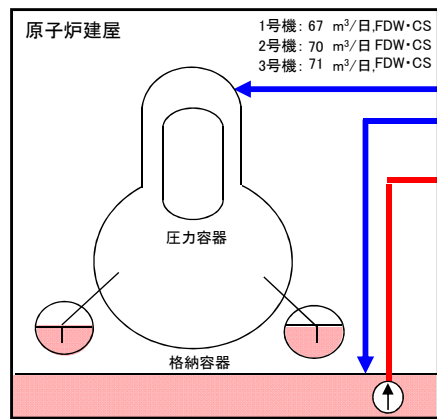 原子炉建屋
1号機: 67 m³/日,FDW・CS
2号機: 70 m³/日,FDW・CS
3号機: 71 m³/日,FDW・CS
圧力容器
格納容器